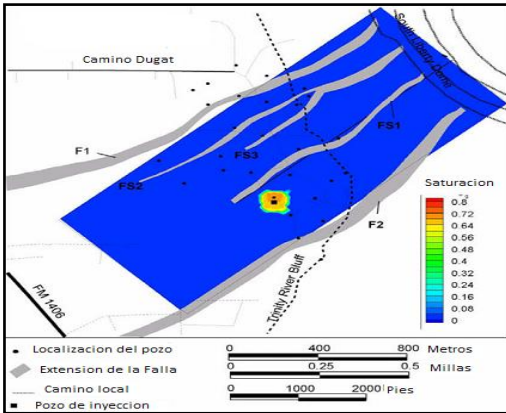 Camino Dugat
South Liberty Dome
F1
FS1
FS3
FS2
F2
Saturacion
0.8
0.72
0.64
0.56
0.48
0.4
0.32
0.24
0.16
0.08
0
FM 1406
Trinity River Bluff
Localizacion del pozo
Extension de la Falla
Camino local
Pozo de inyeccion
0 400 800 Metros
0 0,25 0,5 Millas
0 1000 2000 Pies